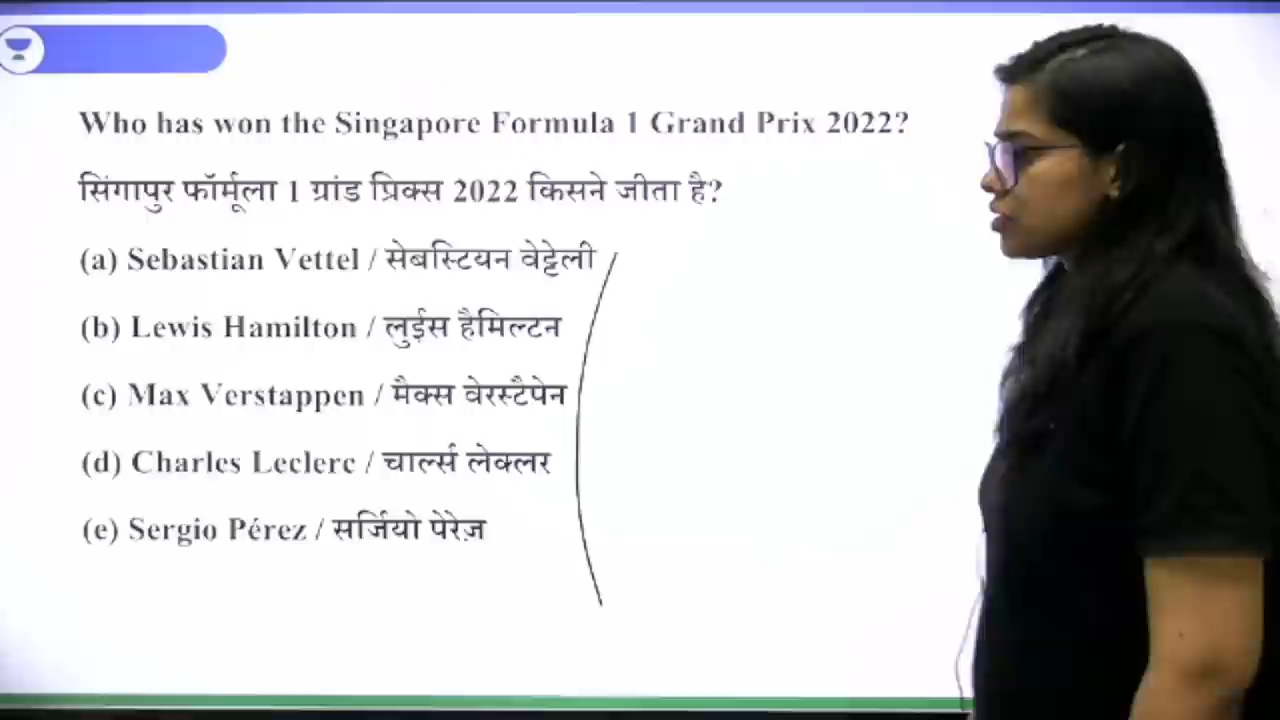 Who has won the Singapore Formula 1 Grand Prix 2022?
सिंगापुर फॉर्मूला 1 ग्रांड प्रिक्स 2022 किसने जीता है?
(a) Sebastian Vettel / सेबस्टियन वेट्टेली
(b) Lewis Hamilton / लुईस हैमिल्टन
(c) Max Verstappen / मैक्स वेरस्टैपेन
(d) Charles Leclerc / चार्ल्स लेक्लर
(e) Sergio Pérez / सर्जियो पेरेज़